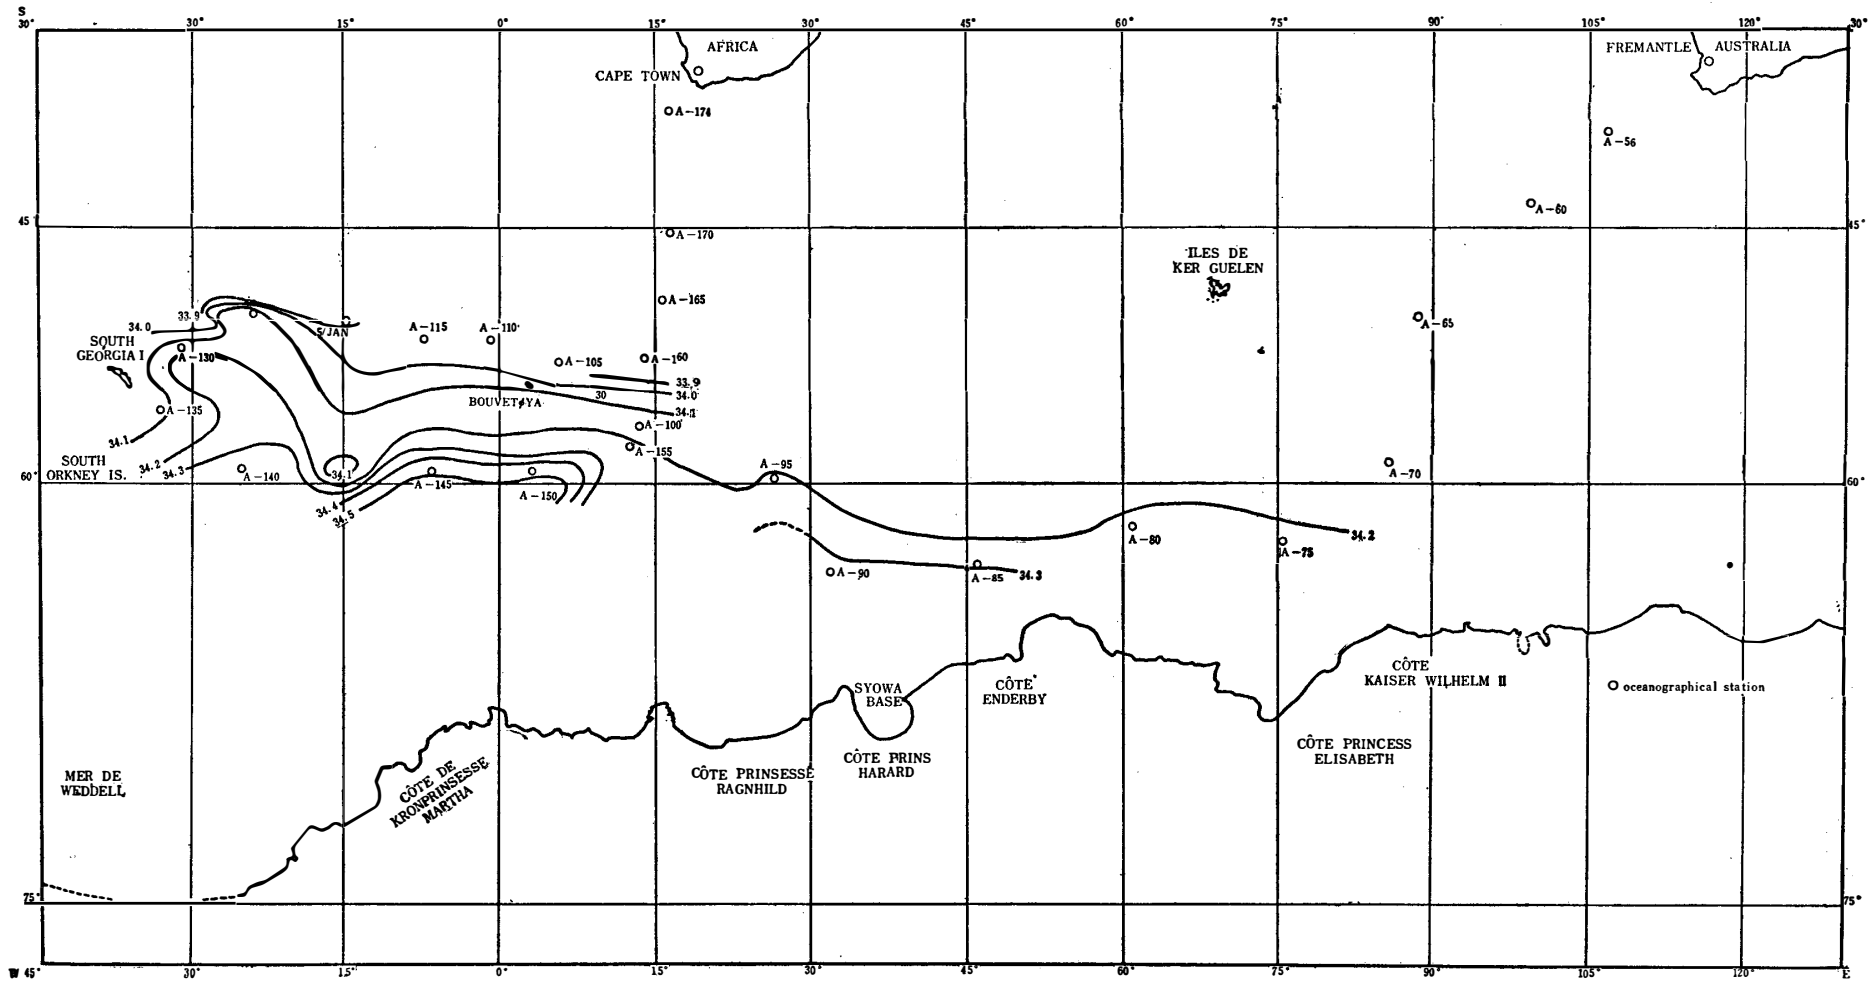 S
30° 30° 15° 0° 15° 30° 45° 60° 75° 90° 105° 120° 30°
AFRICA
CAPE TOWN
FREMANTLE AUSTRALIA
A-174
A-56
A-60
45° 45°
A-170
ILES DE
KER GUELEN
A-165
A-65
33.9
34.0
5/JAN
A-115
A-110
SOUTH
GEORGIA I
A-130
A-105
A-160
33.9
34.0
30
34.1
BOUVETØYA
A-135
A-100
34.1
A-155
SOUTH
ORKNEY IS.
34.2
34.3
A-140
34.1
A-95
A-70
60° 60°
A-145
A-150
34.4
34.5
A-80
34.2
A-75
A-90
A-85
34.3
SYOWA
BASE
CÔTE
ENDERBY
CÔTE
KAISER WILHELM II
oceanographical station
CÔTE PRINCESS
ELISABETH
CÔTE PRINS
HARARD
CÔTE PRINSESSE
RAGNHILD
MER DE
WEDDELL
CÔTE DE
KRONPRINSESSE
MARTHA
75° 75°
W 45° 30° 15° 0° 15° 30° 45° 60° 75° 90° 105° 120° E